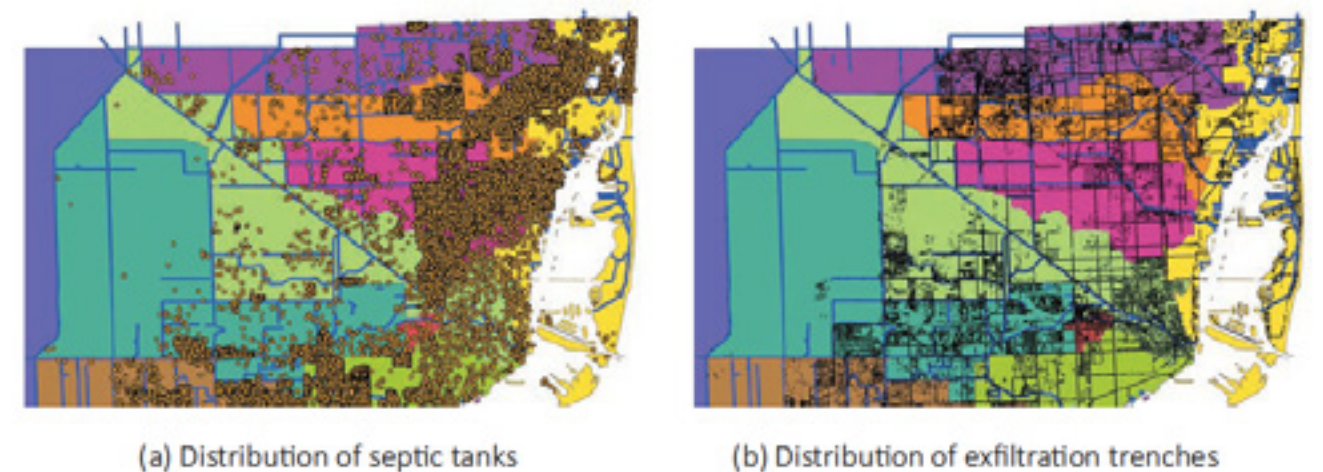 (a) Distribution of septic tanks
(b) Distribution of exfiltration trenches